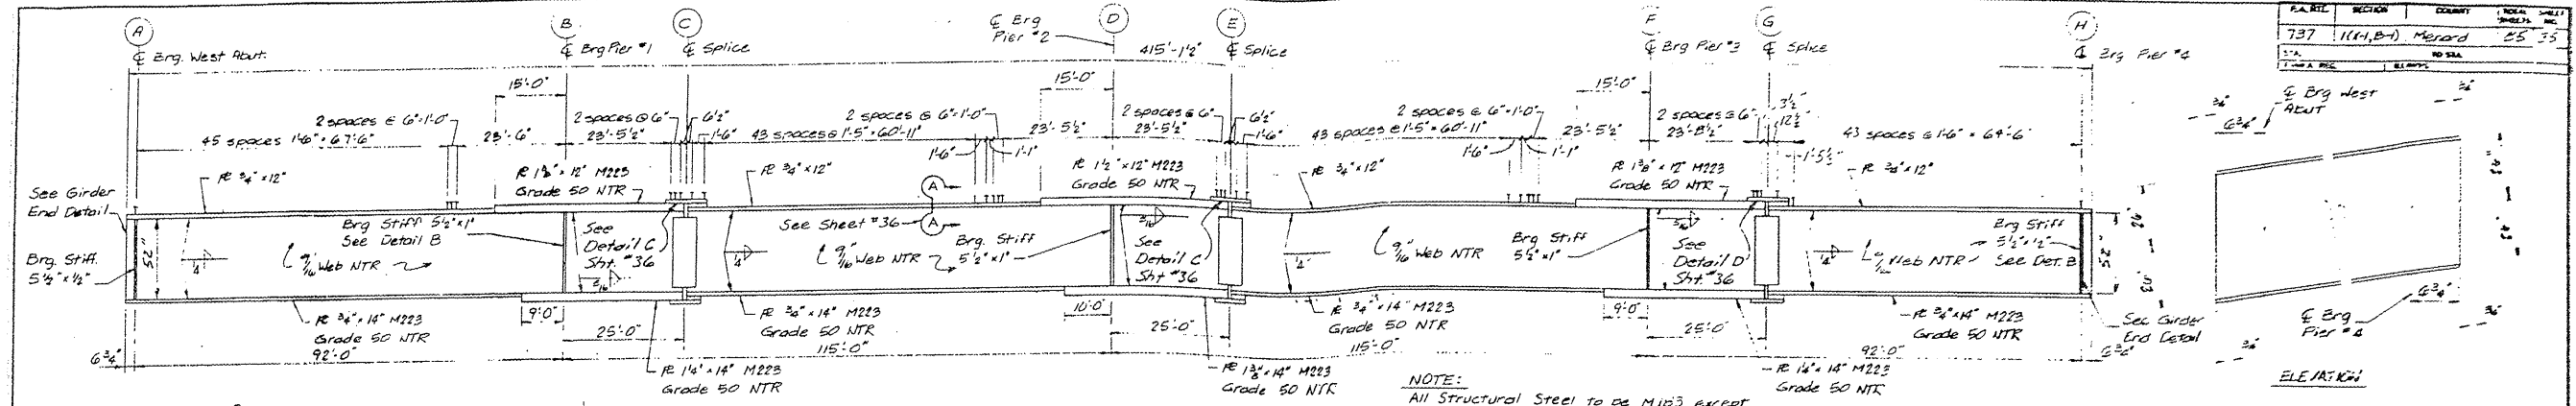 A
B
C
D
E
F
G
H
℄ Brg. West Abut.
℄ Brg Pier #1
℄ Splice
℄ Brg
Pier #2
415'-1½"
℄ Splice
℄ Brg Pier #3
℄ Splice
℄ Brg Pier #4
SECTION
COUNTY
737
Menard
35
15'-0"
15'-0"
15'-0"
2 spaces @ 6"=1'-0"
2 spaces @ 6"
6½"
2 spaces @ 6"=1'-0"
2 spaces @ 6"
6½"
2 spaces @ 6"=1'-0"
2 spaces @ 6"
3½"
12½"
45 spaces 1'-6" = 67'-6"
23'-6"
23'-5½"
1'-6"
43 spaces @ 1'-5" = 60'-11"
23'-5½"
23'-5½"
1'-6"
43 spaces @ 1'-5" = 60'-11"
23'-5½"
23'-8½"
43 spaces @ 1'-6" = 64'-6"
1'-6"
1'-1"
1'-6"
1'-1"
1'-5½"
℄ Brg West
Abut
6¾"
PL ¾" x 12"
PL 1⅜" x 12" M223
Grade 50 NTR
PL ¾" x 12"
PL 1½" x 12" M223
Grade 50 NTR
PL ¾" x 12"
PL 1⅜" x 12" M223
Grade 50 NTR
PL ¾" x 12"
See Girder
End Detail
Brg. Stiff.
5½" x ½"
52"
Brg Stiff 5½" x 1"
See Detail B
9/16" Web NTR
See
Detail C
Sht. #36
See Sheet #36
A
A
9/16" Web NTR
Brg. Stiff
5½" x 1"
See
Detail C
Sht #36
9/16" Web NTR
Brg Stiff
5½" x 1"
See
Detail D
Sht #36
Web NTR
Brg Stiff
5½" x ½"
See Det. B
52"
PL ¾" x 14" M223
Grade 50 NTR
9'-0"
25'-0"
PL ¾" x 14" M223
Grade 50 NTR
10'-0"
25'-0"
PL ¾" x 14" M223
Grade 50 NTR
9'-0"
25'-0"
PL ¾" x 14" M223
Grade 50 NTR
See Girder
End Detail
℄ Brg
Pier #4
6¾"
6¾"
92'-0"
115'-0"
115'-0"
92'-0"
6¾"
PL 1¼" x 14" M223
Grade 50 NTR
PL 1⅜" x 14" M223
Grade 50 NTR
PL 1¼" x 14" M223
Grade 50 NTR
NOTE:
All Structural Steel to be M183 except
ELEVATION